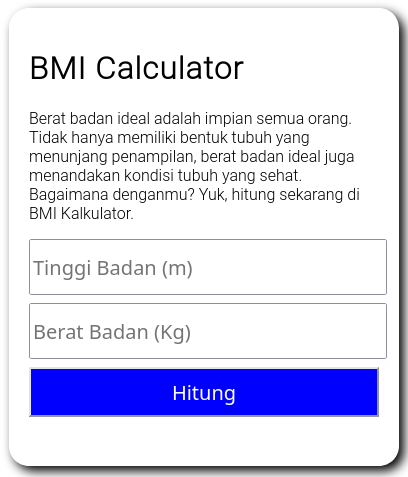 BMI Calculator
Berat badan ideal adalah impian semua orang.
Tidak hanya memiliki bentuk tubuh yang
menunjang penampilan, berat badan ideal juga
menandakan kondisi tubuh yang sehat.
Bagaimana denganmu? Yuk, hitung sekarang di
BMI Kalkulator.
Tinggi Badan (m)
Berat Badan (Kg)
Hitung